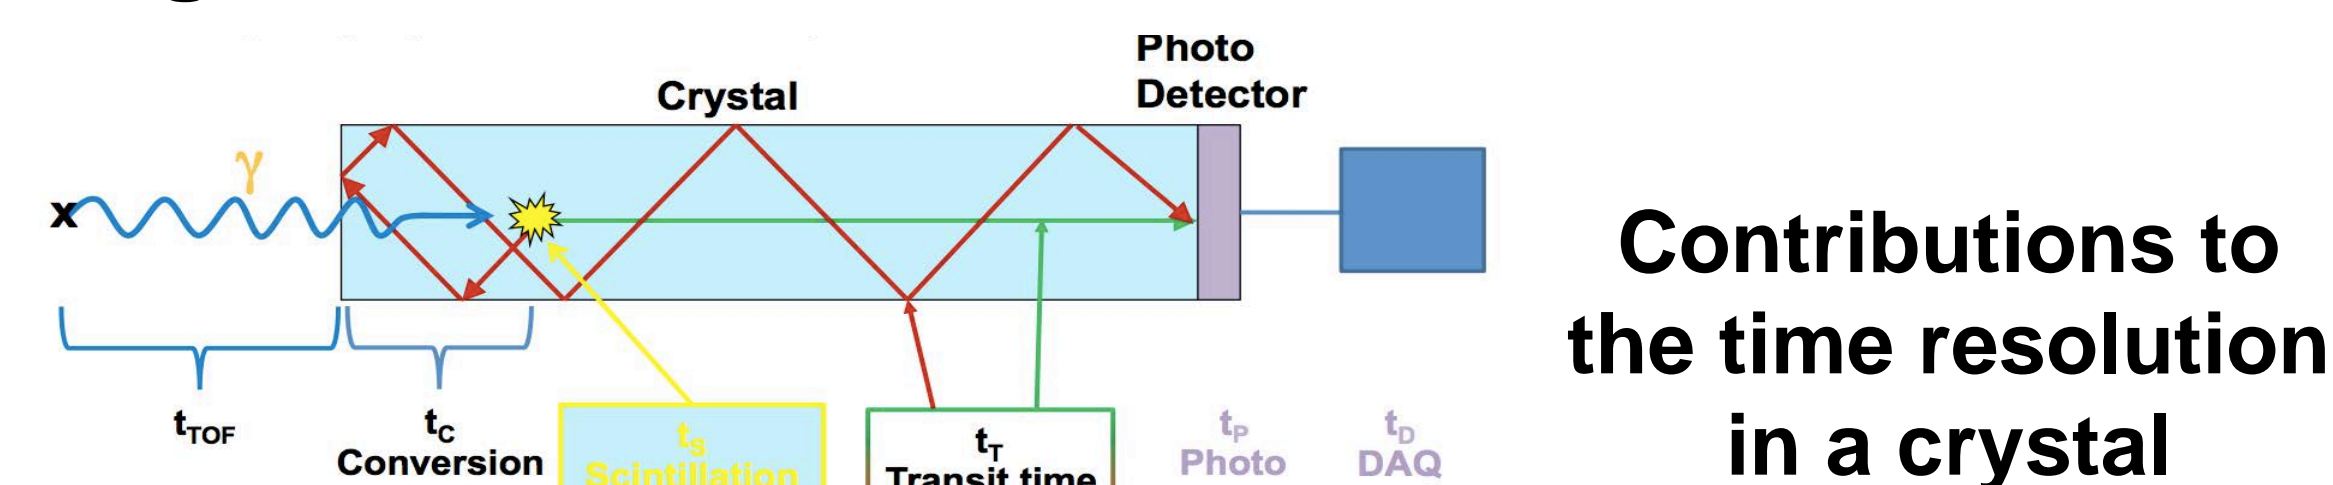 Photo
Detector
Crystal
γ
x
t_TOF
t_C
Conversion
t_S
Scintillation
t_T
Transit time
t_P
Photo
t_D
DAQ
Contributions to
the time resolution
in a crystal